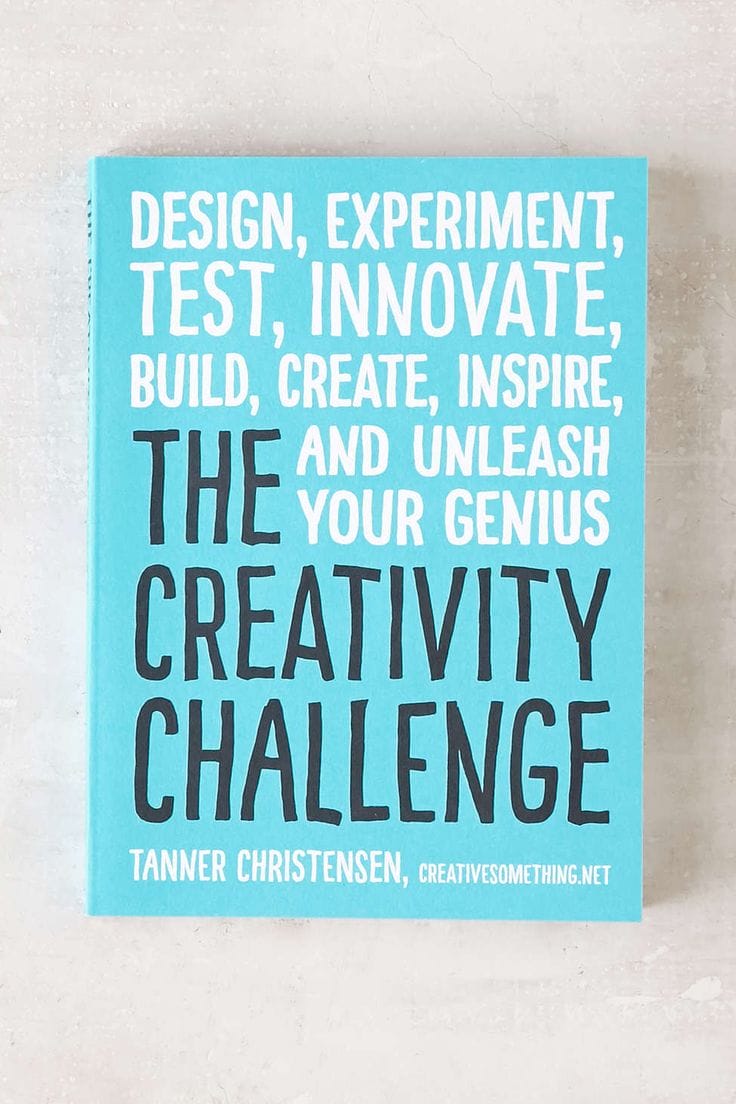 DESIGN, EXPERIMENT,
TEST, INNOVATE,
BUILD, CREATE, INSPIRE,
AND UNLEASH
YOUR GENIUS
THE
CREATIVITY
CHALLENGE
TANNER CHRISTENSEN, CREATIVESOMETHING.NET